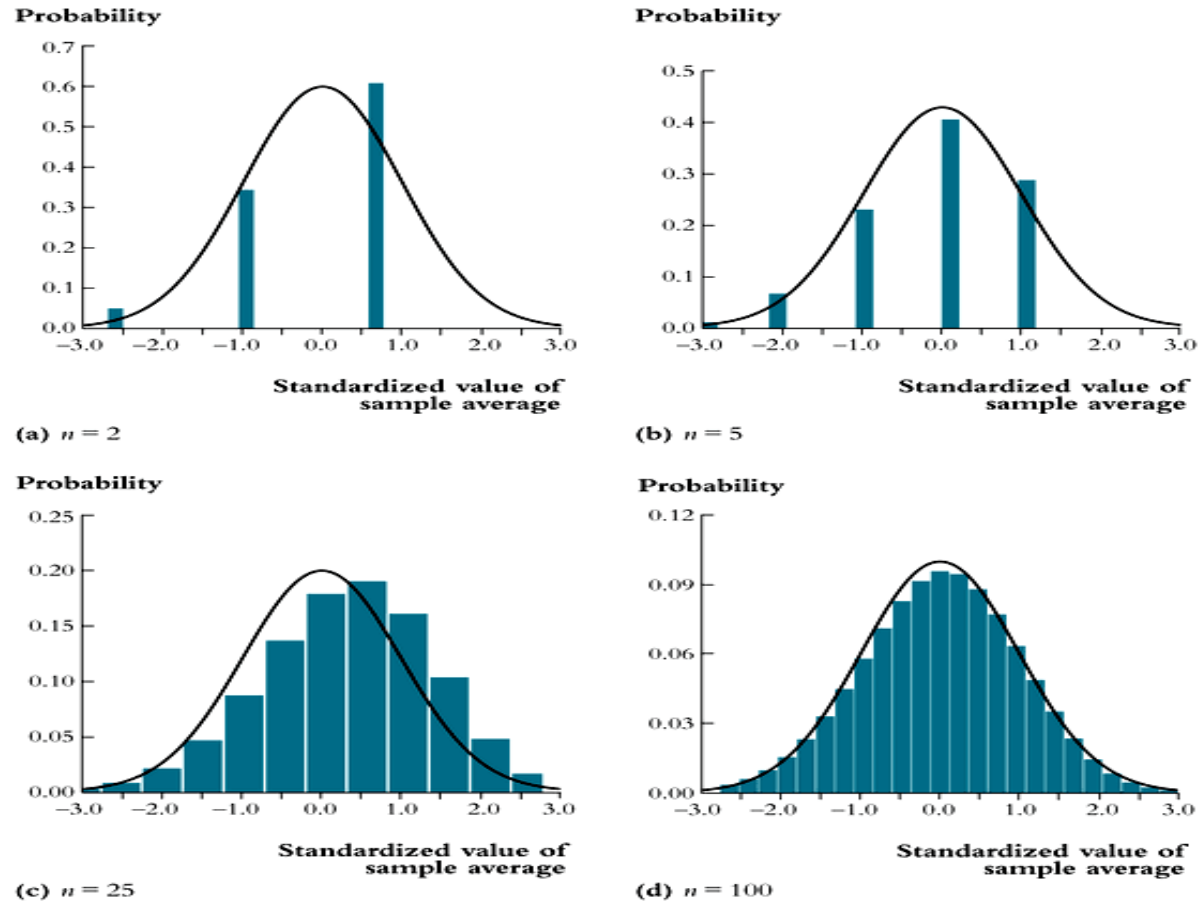 Probability
0.7
0.6
0.5
0.4
0.3
0.2
0.1
0.0
−3.0 −2.0 −1.0 0.0 1.0 2.0 3.0
Standardized value of
sample average
(a) n = 2
Probability
0.5
0.4
0.3
0.2
0.1
0.0
−3.0 −2.0 −1.0 0.0 1.0 2.0 3.0
Standardized value of
sample average
(b) n = 5
Probability
0.25
0.20
0.15
0.10
0.05
0.00
−3.0 −2.0 −1.0 0.0 1.0 2.0 3.0
Standardized value of
sample average
(c) n = 25
Probability
0.12
0.09
0.06
0.03
0.00
−3.0 −2.0 −1.0 0.0 1.0 2.0 3.0
Standardized value of
sample average
(d) n = 100